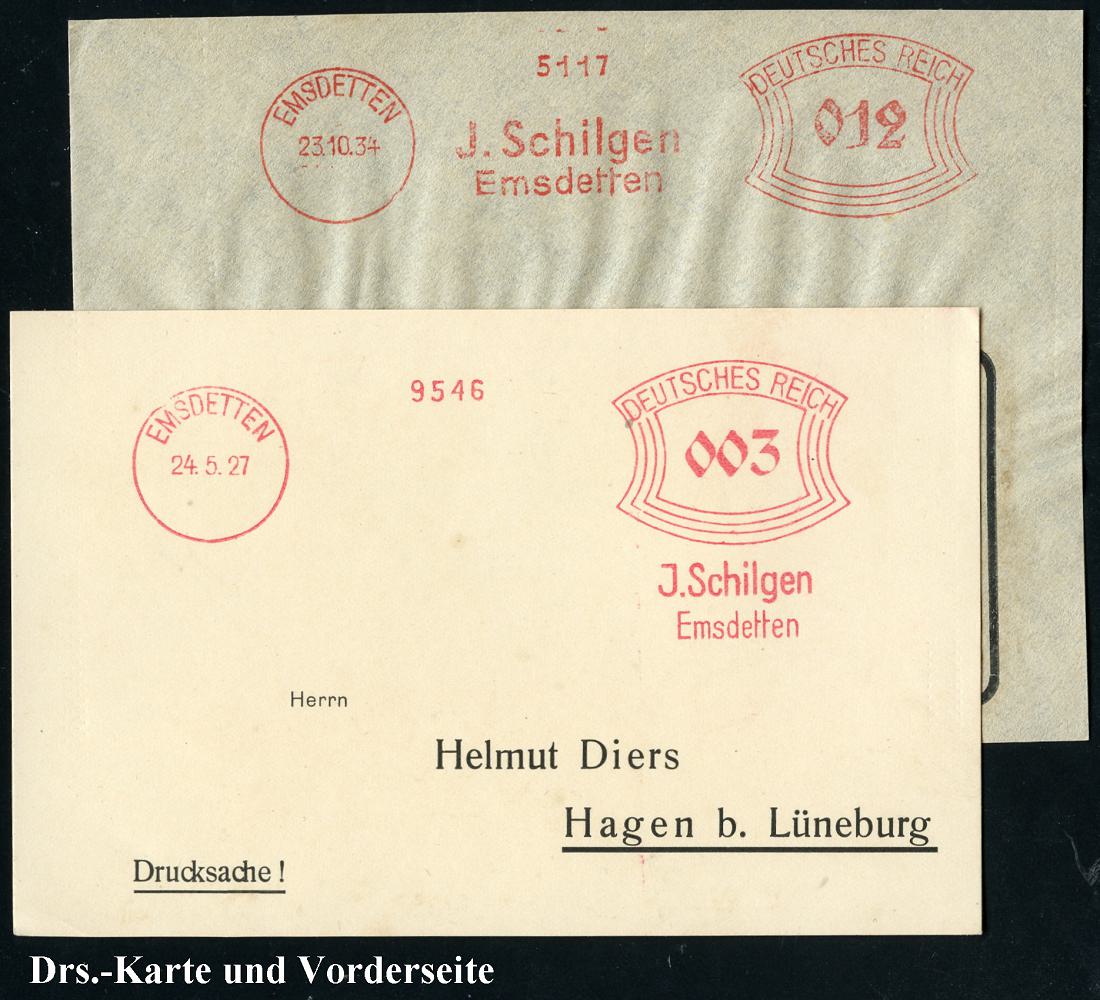 5117
EMSDETTEN
23.10.34
J. Schilgen
Emsdetten
DEUTSCHES REICH
012
EMSDETTEN
24.5.27
9546
DEUTSCHES REICH
003
J. Schilgen
Emsdetten
Herrn
Helmut Diers
Hagen b. Lüneburg
Drucksache!
Drs.-Karte und Vorderseite